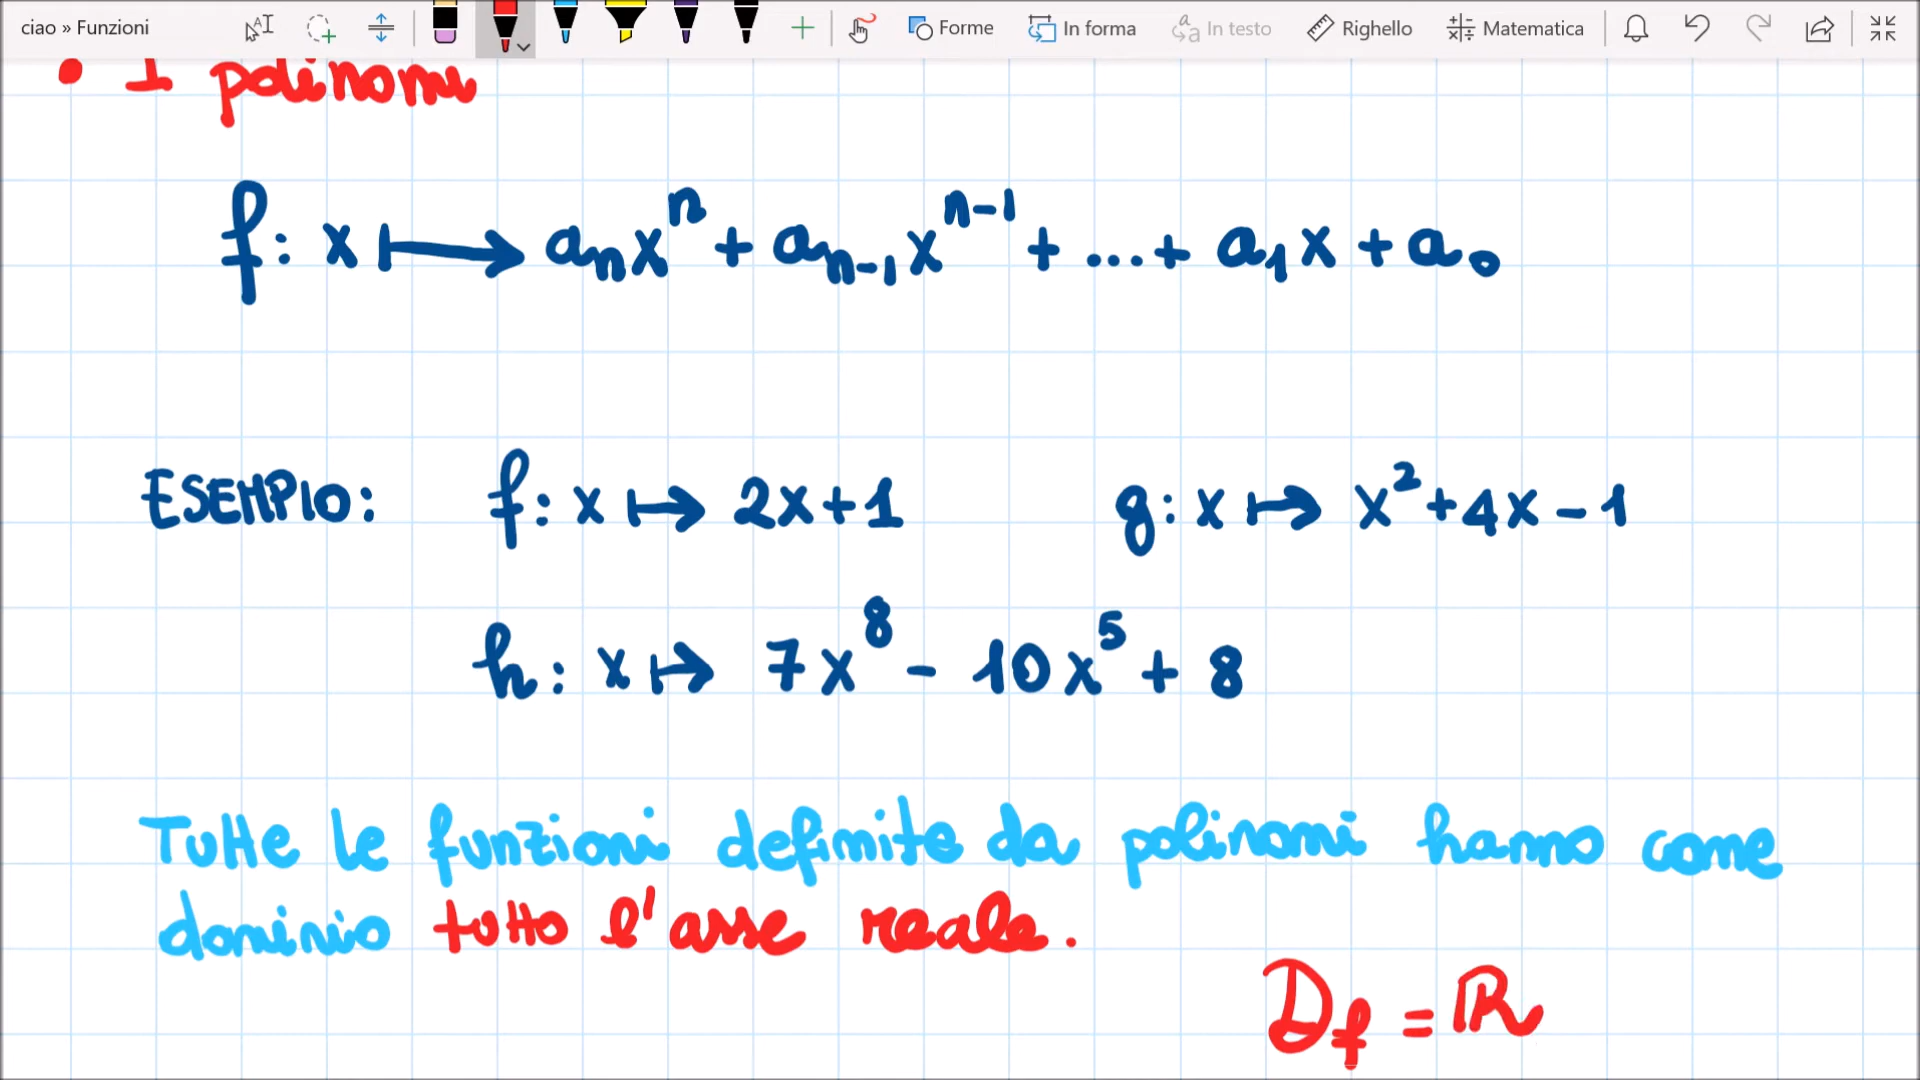 ciao » Funzioni Forme In forma In testo Righello Matematica
• I polinomi
f: x ↦ aₙxⁿ + aₙ₋₁xⁿ⁻¹ + ... + a₁x + a₀
ESEMPIO: f: x ↦ 2x+1 g: x ↦ x²+4x-1
h: x ↦ 7x⁸ - 10x⁵ + 8
Tutte le funzioni definite da polinomi hanno come
dominio tutto l'asse reale.
D_f = ℝ